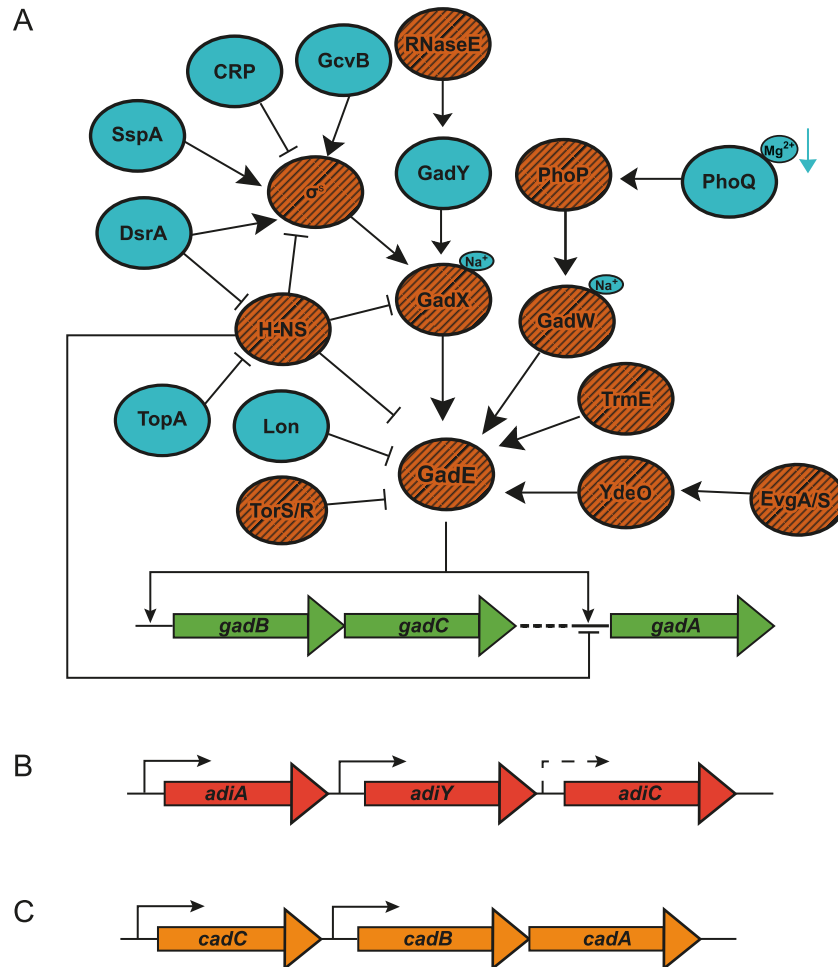 A
RNaseE
GcvB
CRP
SspA
Mg²⁺
σˢ
GadY
PhoP
PhoQ
DsrA
Na⁺
Na⁺
GadX
GadW
H-NS
TrmE
TopA
Lon
GadE
YdeO
EvgA/S
TorS/R
gadB gadC gadA
B
adiA adiY adiC
C
cadC cadB cadA